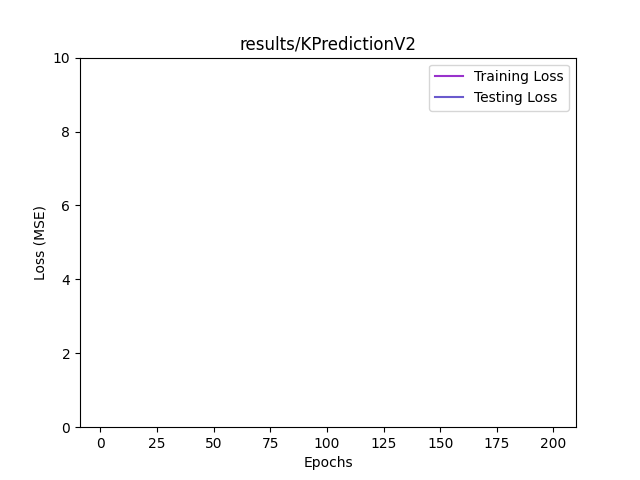 results/KPredictionV2
10
8
6
4
2
0
Loss (MSE)
Training Loss
Testing Loss
0 25 50 75 100 125 150 175 200
Epochs